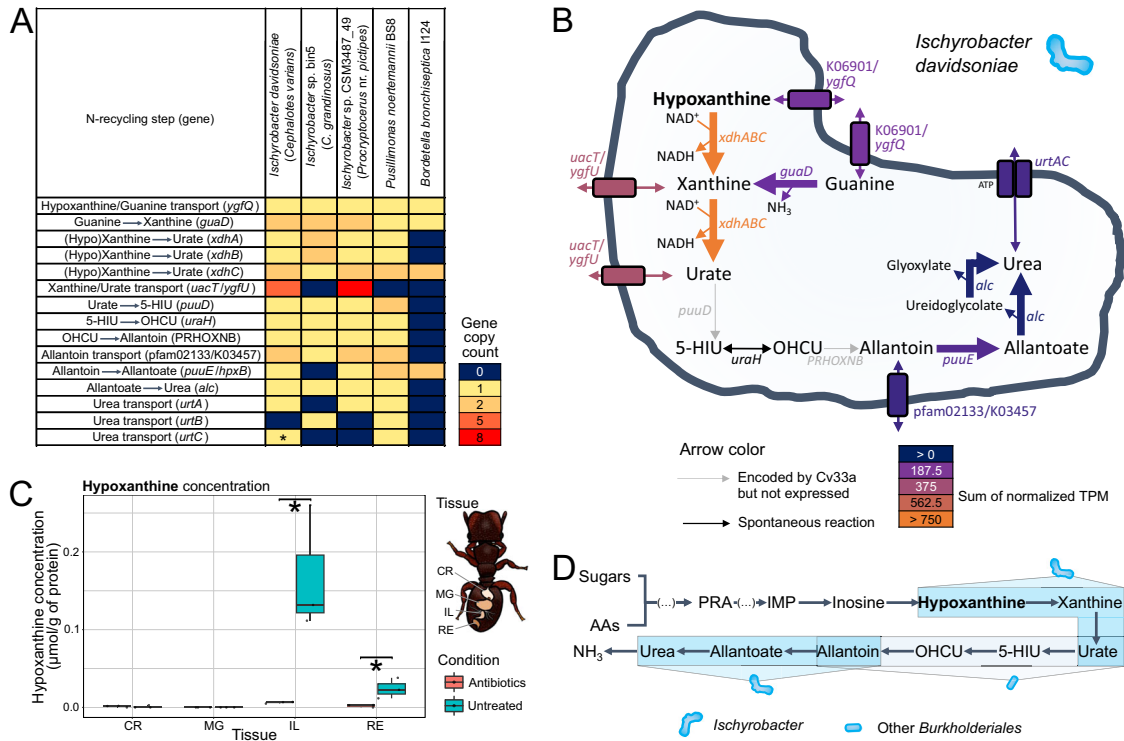 A
N-recycling step (gene)
Ischyrobacter davidsoniae
(Cephalotes varians)
Ischyrobacter sp. bin5
(C. grandinosus)
Ischyrobacter sp. CSM3487_49
(Procryptocerus nr. pictipes)
Pusillimonas noertemannii BS8
Bordetella bronchiseptica I124
Hypoxanthine/Guanine transport (ygfQ)
Guanine → Xanthine (guaD)
(Hypo)Xanthine → Urate (xdhA)
(Hypo)Xanthine → Urate (xdhB)
(Hypo)Xanthine → Urate (xdhC)
Xanthine/Urate transport (uacT/ygfU)
Urate → 5-HIU (puuD)
5-HIU → OHCU (uraH)
OHCU → Allantoin (PRHOXNB)
Allantoin transport (pfam02133/K03457)
Allantoin → Allantoate (puuE/hpxB)
Allantoate → Urea (alc)
Urea transport (urtA)
Urea transport (urtB)
Urea transport (urtC)
*
Gene
copy
count
0
1
2
5
8
B
Ischyrobacter
davidsoniae
K06901/
ygfQ
Hypoxanthine
NAD+
xdhABC
NADH
K06901/
ygfQ
uacT/
ygfU
Xanthine
guaD
Guanine
NH3
NAD+
xdhABC
NADH
uacT/
ygfU
Urate
puuD
5-HIU
uraH
OHCU
PRHOXNB
Allantoin
puuE
Allantoate
urtAC
ATP
Glyoxylate
Urea
alc
Ureidoglycolate
alc
pfam02133/K03457
Arrow color
Encoded by Cv33a
but not expressed
Spontaneous reaction
> 0
187.5
375
562.5
> 750
Sum of normalized TPM
C
Hypoxanthine concentration
Hypoxanthine concentration
(μmol/g of protein)
0.2
0.1
0.0
*
*
CR
MG
IL
RE
Tissue
Tissue
CR
MG
IL
RE
Condition
Antibiotics
Untreated
D
Sugars
AAs
(...)
PRA
(...)
IMP
Inosine
Hypoxanthine
Xanthine
NH3
Urea
Allantoate
Allantoin
OHCU
5-HIU
Urate
Ischyrobacter
Other Burkholderiales